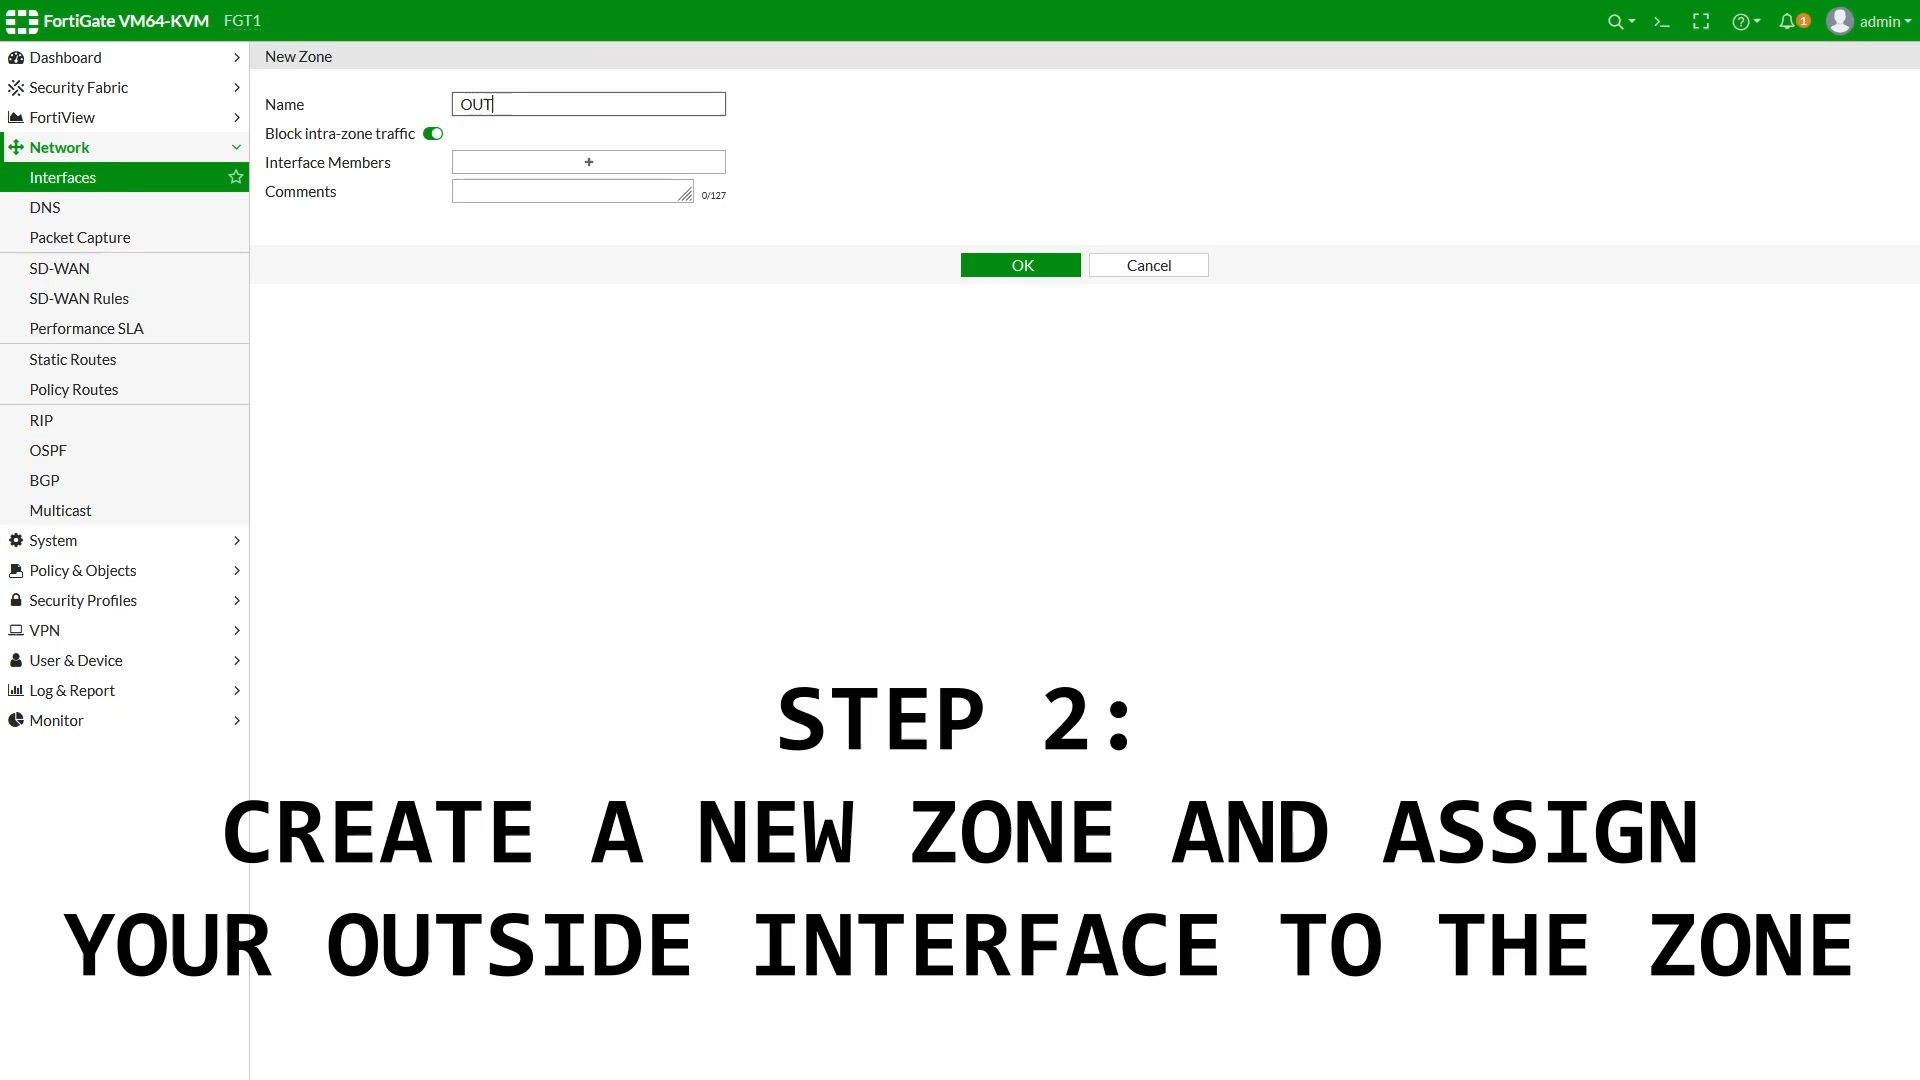 FortiGate VM64-KVM FGT1
1 admin
Dashboard
Security Fabric
FortiView
Network
Interfaces
DNS
Packet Capture
SD-WAN
SD-WAN Rules
Performance SLA
Static Routes
Policy Routes
RIP
OSPF
BGP
Multicast
System
Policy & Objects
Security Profiles
VPN
User & Device
Log & Report
Monitor
New Zone
Name OUT
Block intra-zone traffic
Interface Members +
Comments 0/127
OK Cancel
STEP 2:
CREATE A NEW ZONE AND ASSIGN
YOUR OUTSIDE INTERFACE TO THE ZONE